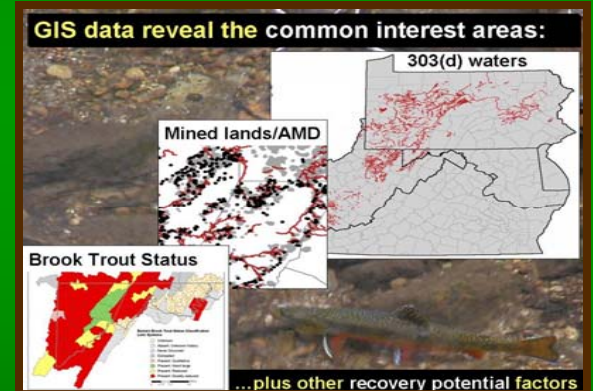 GIS data reveal the common interest areas:
303(d) waters
Mined lands/AMD
Brook Trout Status
...plus other recovery potential factors